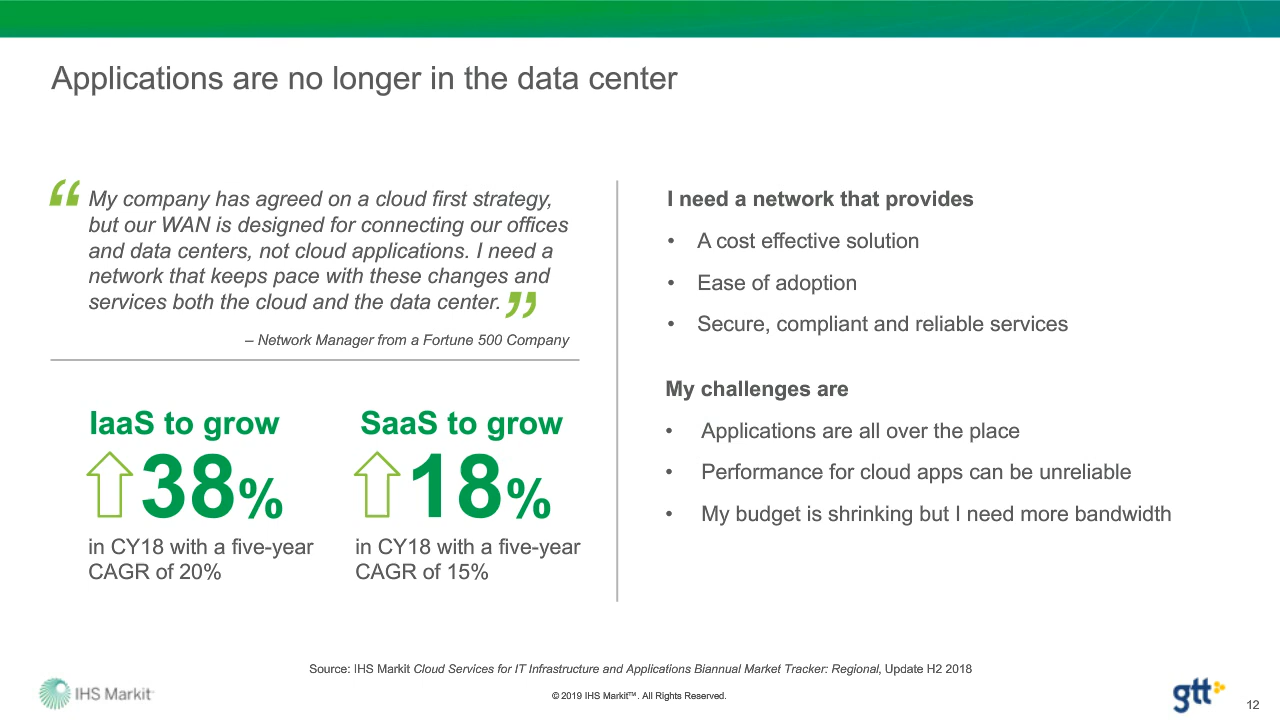 Applications are no longer in the data center
“ My company has agreed on a cloud first strategy,
but our WAN is designed for connecting our offices
and data centers, not cloud applications. I need a
network that keeps pace with these changes and
services both the cloud and the data center. ”
– Network Manager from a Fortune 500 Company
IaaS to grow
38%
in CY18 with a five-year
CAGR of 20%
SaaS to grow
18%
in CY18 with a five-year
CAGR of 15%
I need a network that provides
• A cost effective solution
• Ease of adoption
• Secure, compliant and reliable services
My challenges are
• Applications are all over the place
• Performance for cloud apps can be unreliable
• My budget is shrinking but I need more bandwidth
Source: IHS Markit Cloud Services for IT Infrastructure and Applications Biannual Market Tracker: Regional, Update H2 2018
IHS Markit™
© 2019 IHS Markit™. All Rights Reserved.
gtt
12